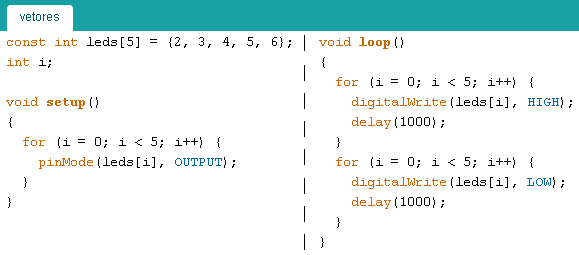 vetores
const int leds[5] = {2, 3, 4, 5, 6};
int i;
void setup()
{
  for (i = 0; i < 5; i++) {
    pinMode(leds[i], OUTPUT);
  }
}
void loop()
{
  for (i = 0; i < 5; i++) {
    digitalWrite(leds[i], HIGH);
    delay(1000);
  }
  for (i = 0; i < 5; i++) {
    digitalWrite(leds[i], LOW);
    delay(1000);
  }
}